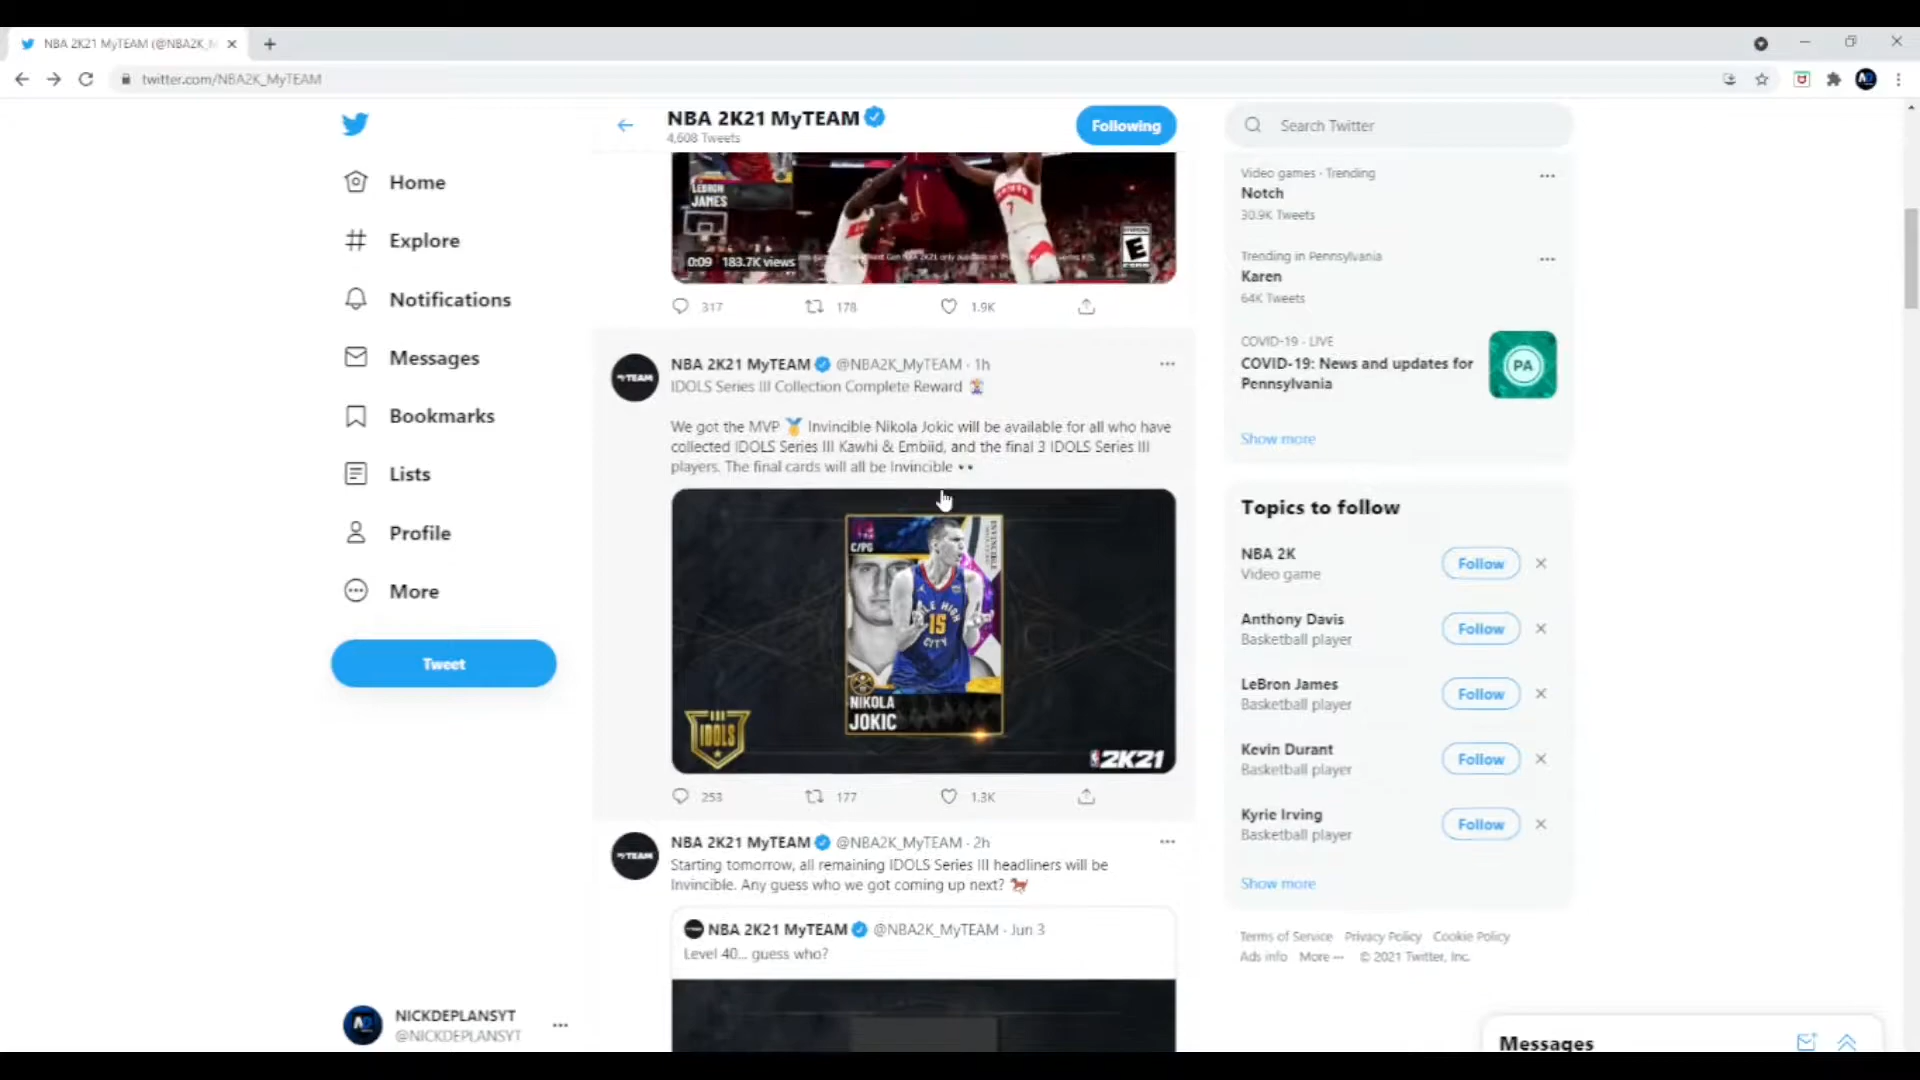 NBA 2K21 MyTEAM (@NBA2K_M
twitter.com/NBA2K_MyTEAM
Home
Explore
Notifications
Messages
Bookmarks
Lists
Profile
More
Tweet
NICKDEPLANSYT
@NICKDEPLANSYT
NBA 2K21 MyTEAM
4,608 Tweets
Following
LEBRON
JAMES
7
0:09 183.7K views
E
317 178 1.9K
NBA 2K21 MyTEAM @NBA2K_MyTEAM · 1h
IDOLS Series III Collection Complete Reward
We got the MVP 🏅 Invincible Nikola Jokic will be available for all who have
collected IDOLS Series III Kawhi & Embiid, and the final 3 IDOLS Series III
players. The final cards will all be Invincible 👀
C/PG
INVINCIBLE
MILE HIGH
15
CITY
NIKOLA
JOKIC
III
IDOLS
2K21
253 177 1.3K
NBA 2K21 MyTEAM @NBA2K_MyTEAM · 2h
Starting tomorrow, all remaining IDOLS Series III headliners will be
Invincible. Any guess who we got coming up next? 🐎
NBA 2K21 MyTEAM @NBA2K_MyTEAM · Jun 3
Level 40... guess who?
Search Twitter
Video games · Trending
Notch
30.9K Tweets
Trending in Pennsylvania
Karen
64K Tweets
COVID-19 · LIVE
COVID-19: News and updates for
Pennsylvania
PA
Show more
Topics to follow
NBA 2K
Video game
Follow
Anthony Davis
Basketball player
Follow
LeBron James
Basketball player
Follow
Kevin Durant
Basketball player
Follow
Kyrie Irving
Basketball player
Follow
Show more
Terms of Service Privacy Policy Cookie Policy
Ads info More ··· © 2021 Twitter, Inc.
Messages